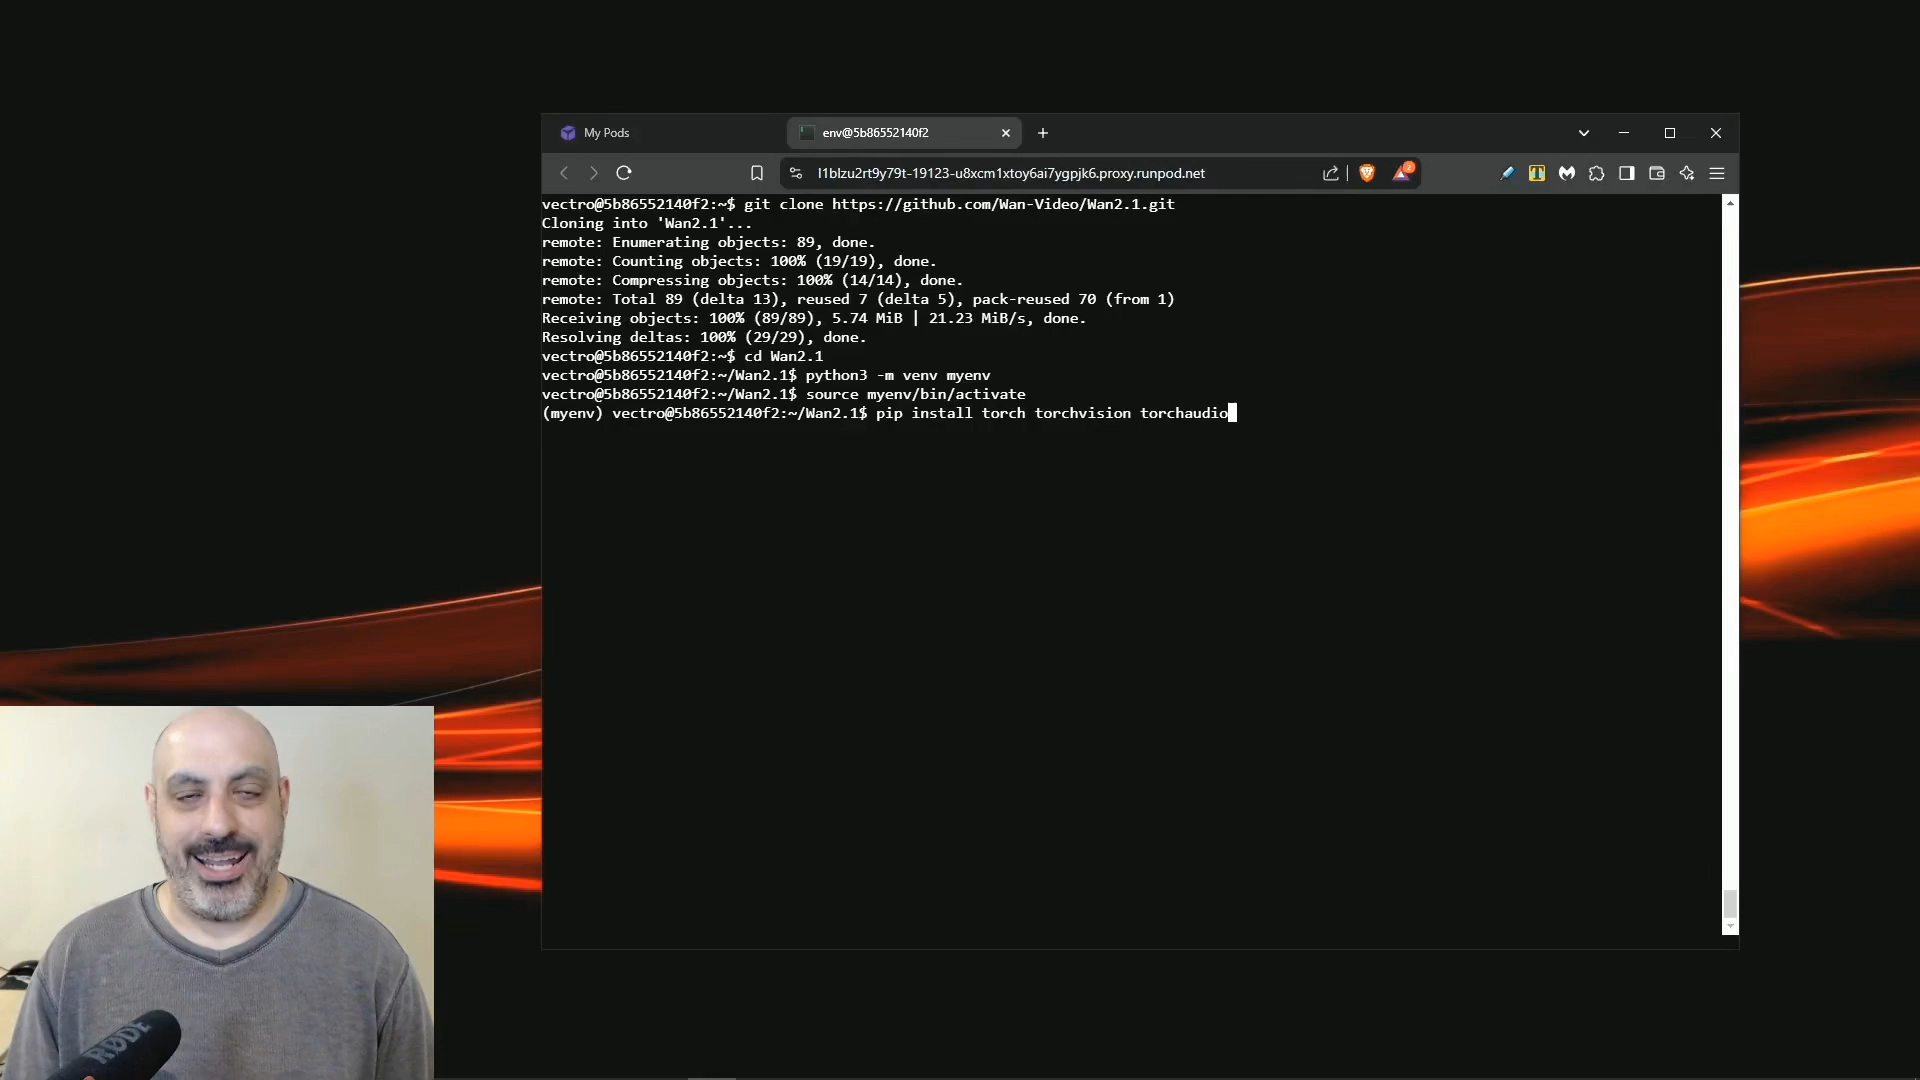 My Pods
env@5b86552140f2
l1blzu2rt9y79t-19123-u8xcm1xtoy6ai7ygpjk6.proxy.runpod.net
2
vectro@5b86552140f2:~$ git clone https://github.com/Wan-Video/Wan2.1.git
Cloning into 'Wan2.1'...
remote: Enumerating objects: 89, done.
remote: Counting objects: 100% (19/19), done.
remote: Compressing objects: 100% (14/14), done.
remote: Total 89 (delta 13), reused 7 (delta 5), pack-reused 70 (from 1)
Receiving objects: 100% (89/89), 5.74 MiB | 21.23 MiB/s, done.
Resolving deltas: 100% (29/29), done.
vectro@5b86552140f2:~$ cd Wan2.1
vectro@5b86552140f2:~/Wan2.1$ python3 -m venv myenv
vectro@5b86552140f2:~/Wan2.1$ source myenv/bin/activate
(myenv) vectro@5b86552140f2:~/Wan2.1$ pip install torch torchvision torchaudio
RØDE